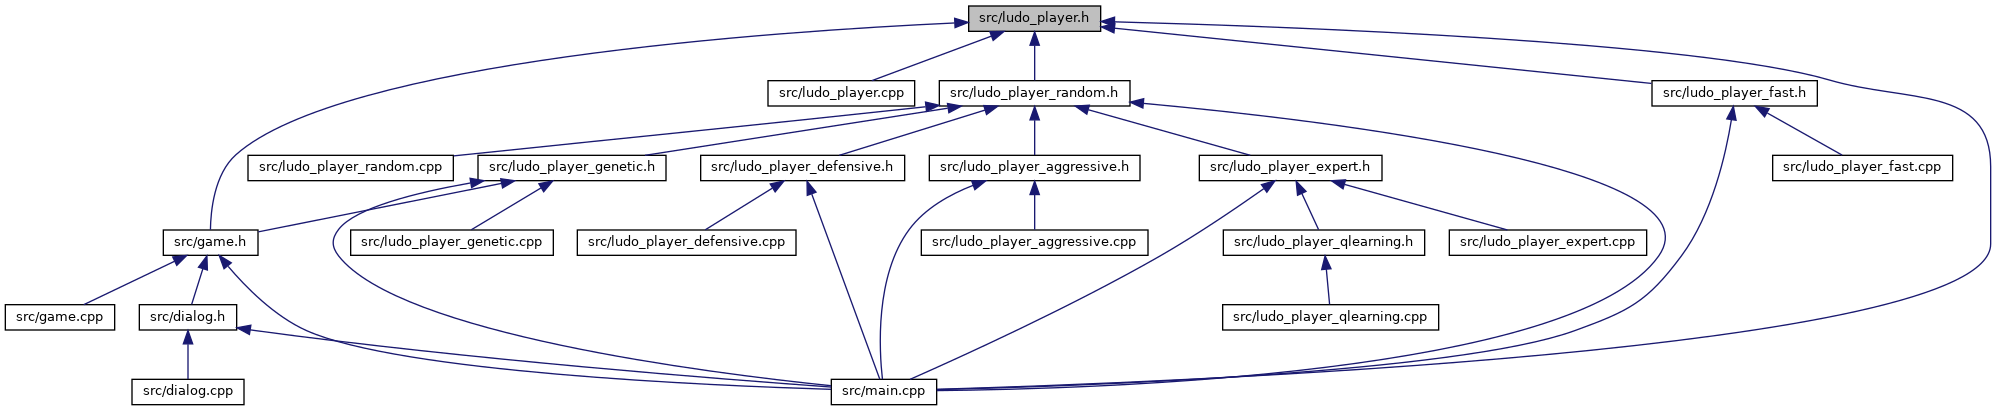 src/ludo_player.h
src/ludo_player.cpp
src/ludo_player_random.h
src/ludo_player_fast.h
src/ludo_player_random.cpp
src/ludo_player_genetic.h
src/ludo_player_defensive.h
src/ludo_player_aggressive.h
src/ludo_player_expert.h
src/ludo_player_fast.cpp
src/game.h
src/ludo_player_genetic.cpp
src/ludo_player_defensive.cpp
src/ludo_player_aggressive.cpp
src/ludo_player_qlearning.h
src/ludo_player_expert.cpp
src/game.cpp
src/dialog.h
src/ludo_player_qlearning.cpp
src/dialog.cpp
src/main.cpp